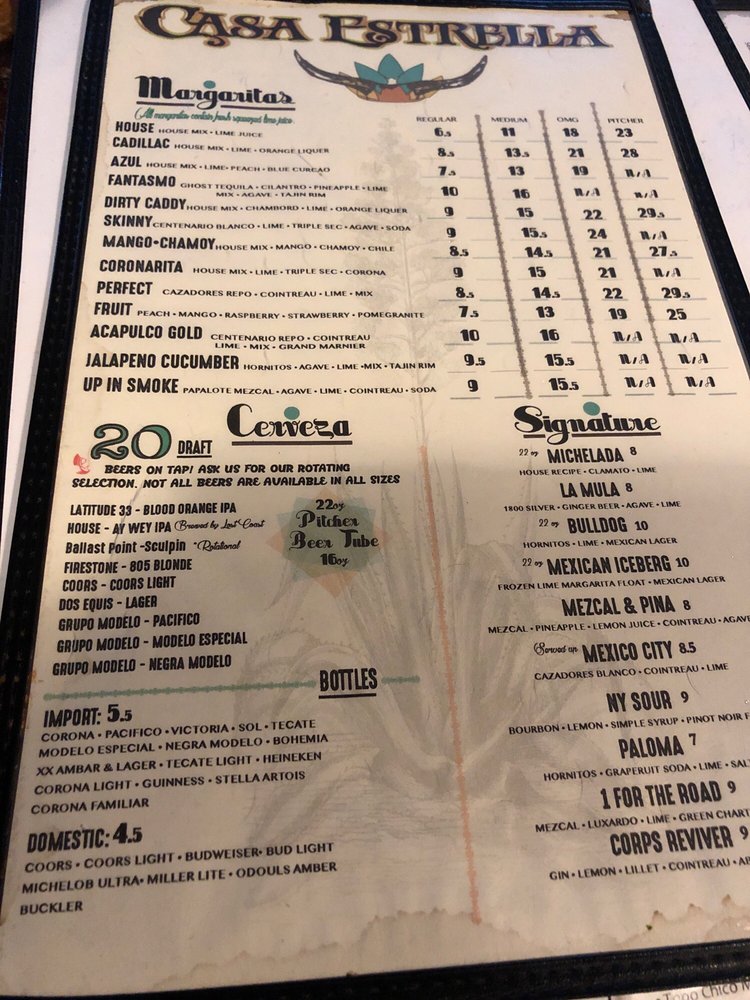 CASA ESTRELLA
Margaritas
All margaritas contain fresh squeezed lime juice
REGULAR MEDIUM OMG PITCHER
HOUSE HOUSE MIX • LIME JUICE 6.5 11 18 23
CADILLAC HOUSE MIX • LIME • ORANGE LIQUER 8.5 13.5 21 28
AZUL HOUSE MIX • LIME • PEACH • BLUE CURCAO 7.5 13 19 N/A
FANTASMO GHOST TEQUILA • CILANTRO • PINEAPPLE • LIME
MIX • AGAVE • TAJIN RIM 10 16 N/A N/A
DIRTY CADDY HOUSE MIX • CHAMBORD • LIME • ORANGE LIQUER 9 15 22 29.5
SKINNY CENTENARIO BLANCO • LIME • TRIPLE SEC • AGAVE • SODA 9 15.5 24 N/A
MANGO•CHAMOY HOUSE MIX • MANGO • CHAMOY • CHILE 8.5 14.5 21 27.5
CORONARITA HOUSE MIX • LIME • TRIPLE SEC • CORONA 9 15 21 N/A
PERFECT CAZADORES REPO • COINTREAU • LIME • MIX 8.5 14.5 22 29.5
FRUIT PEACH • MANGO • RASPBERRY • STRAWBERRY • POMEGRANITE 7.5 13 19 25
ACAPULCO GOLD CENTENARIO REPO • COINTREAU
LIME • MIX • GRAND MARNIER 10 16 N/A N/A
JALAPENO CUCUMBER HORNITOS • AGAVE • LIME •MIX • TAJIN RIM 9.5 15.5 N/A N/A
UP IN SMOKE PAPALOTE MEZCAL • AGAVE • LIME • COINTREAU • SODA 9 15.5 N/A N/A
20 DRAFT Cerveza
BEERS ON TAP! ASK US FOR OUR ROTATING
SELECTION. NOT ALL BEERS ARE AVAILABLE IN ALL SIZES
LATITUDE 33 - BLOOD ORANGE IPA
HOUSE - AY WEY IPA (Brewed by Lost Coast
Ballast Point -Sculpin *Rotational
FIRESTONE - 805 BLONDE
COORS - COORS LIGHT
DOS EQUIS - LAGER
GRUPO MODELO - PACIFICO
GRUPO MODELO - MODELO ESPECIAL
GRUPO MODELO - NEGRA MODELO
22oz
Pitcher
Beer Tube
16oz
BOTTLES
IMPORT: 5.5
CORONA • PACIFICO • VICTORIA • SOL • TECATE
MODELO ESPECIAL • NEGRA MODELO • BOHEMIA
XX AMBAR & LAGER • TECATE LIGHT • HEINEKEN
CORONA LIGHT • GUINNESS • STELLA ARTOIS
CORONA FAMILIAR
DOMESTIC: 4.5
COORS • COORS LIGHT • BUDWEISER• BUD LIGHT
MICHELOB ULTRA• MILLER LITE • ODOULS AMBER
BUCKLER
Signature
22 oz MICHELADA 8
HOUSE RECIPE • CLAMATO • LIME
LA MULA 8
1800 SILVER • GINGER BEER • AGAVE • LIME
22 oz BULLDOG 10
HORNITOS • LIME • MEXICAN LAGER
22 oz MEXICAN ICEBERG 10
FROZEN LIME MARGARITA FLOAT • MEXICAN LAGER
MEZCAL & PINA 8
MEZCAL • PINEAPPLE • LEMON JUICE • COINTREAU • AGAVE
Served up MEXICO CITY 8.5
CAZADORES BLANCO • COINTREAU • LIME
NY SOUR 9
BOURBON • LEMON • SIMPLE SYRUP • PINOT NOIR
PALOMA 7
HORNITOS • GRAPERUIT SODA • LIME •
1 FOR THE ROAD 9
MEZCAL • LUXARDO • LIME • GREEN
CORPS REVIVER 9
GIN • LEMON • LILLET • COINTREAU •
Topo Chico